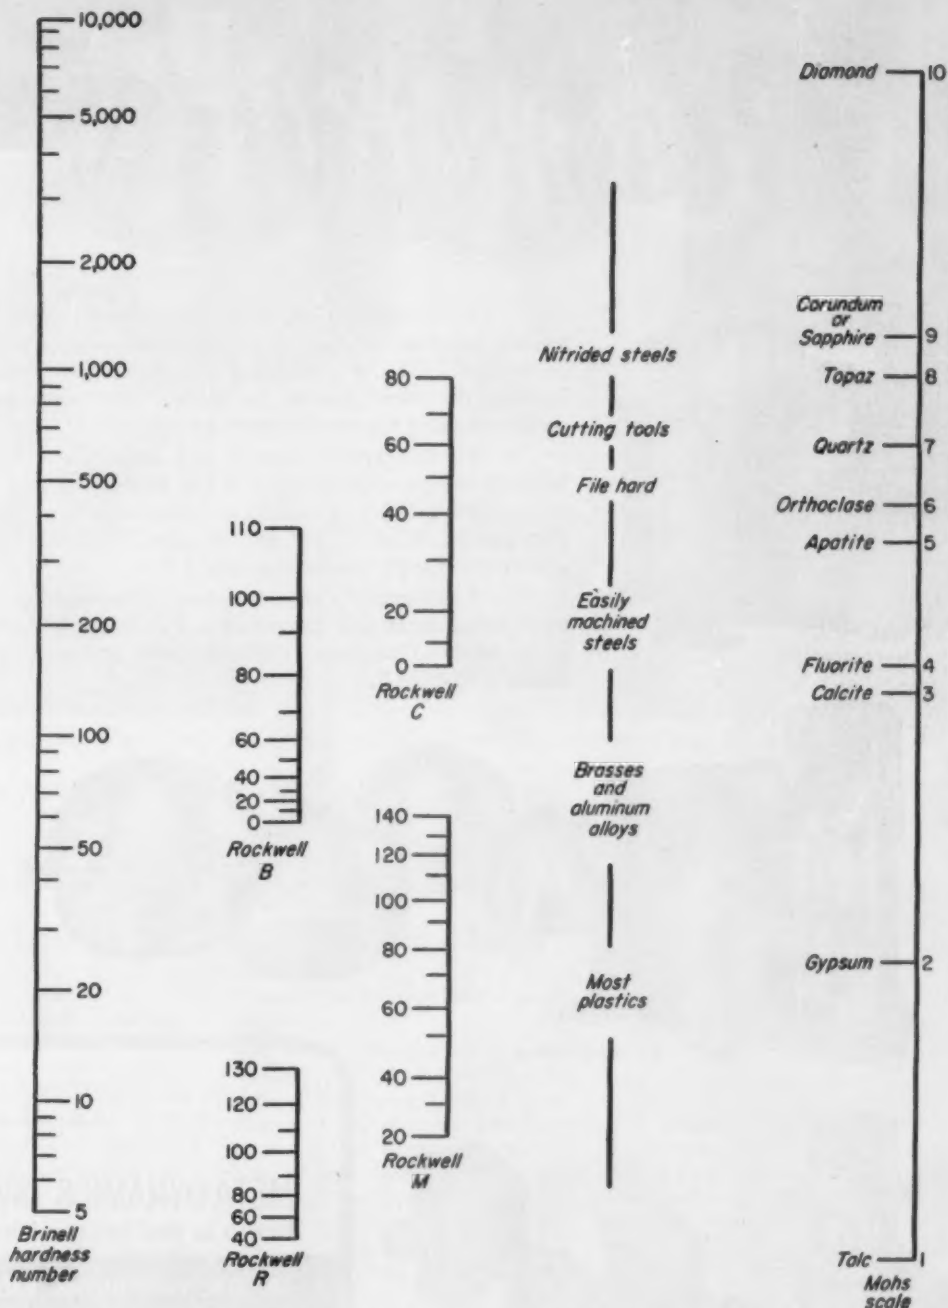 10,000
5,000
2,000
1,000
500
200
100
50
20
10
5
Brinell
hardness
number
110
100
80
60
40
20
0
Rockwell
B
130
120
100
80
60
40
Rockwell
R
80
60
40
20
0
Rockwell
C
140
120
100
80
60
40
20
Rockwell
M
Nitrided steels
Cutting tools
File hard
Easily
machined
steels
Brasses
and
aluminum
alloys
Most
plastics
Diamond 10
Corundum
or
Sapphire 9
Topaz 8
Quartz 7
Orthoclase 6
Apatite 5
Fluorite 4
Calcite 3
Gypsum 2
Talc 1
Mohs
scale